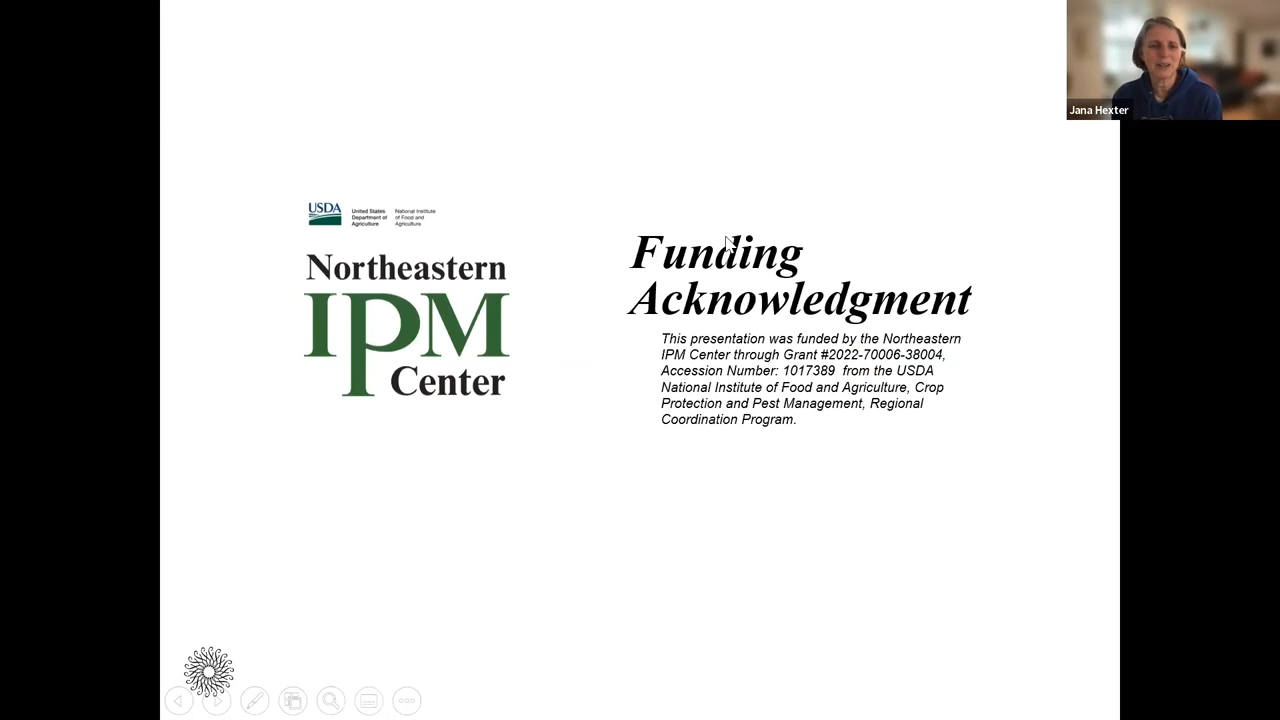 Jana Hexter
USDA
United States
Department of
Agriculture
National Institute
of Food and
Agriculture
Northeastern
IPM
Center
Funding
Acknowledgment
This presentation was funded by the Northeastern
IPM Center through Grant #2022-70006-38004,
Accession Number: 1017389 from the USDA
National Institute of Food and Agriculture, Crop
Protection and Pest Management, Regional
Coordination Program.